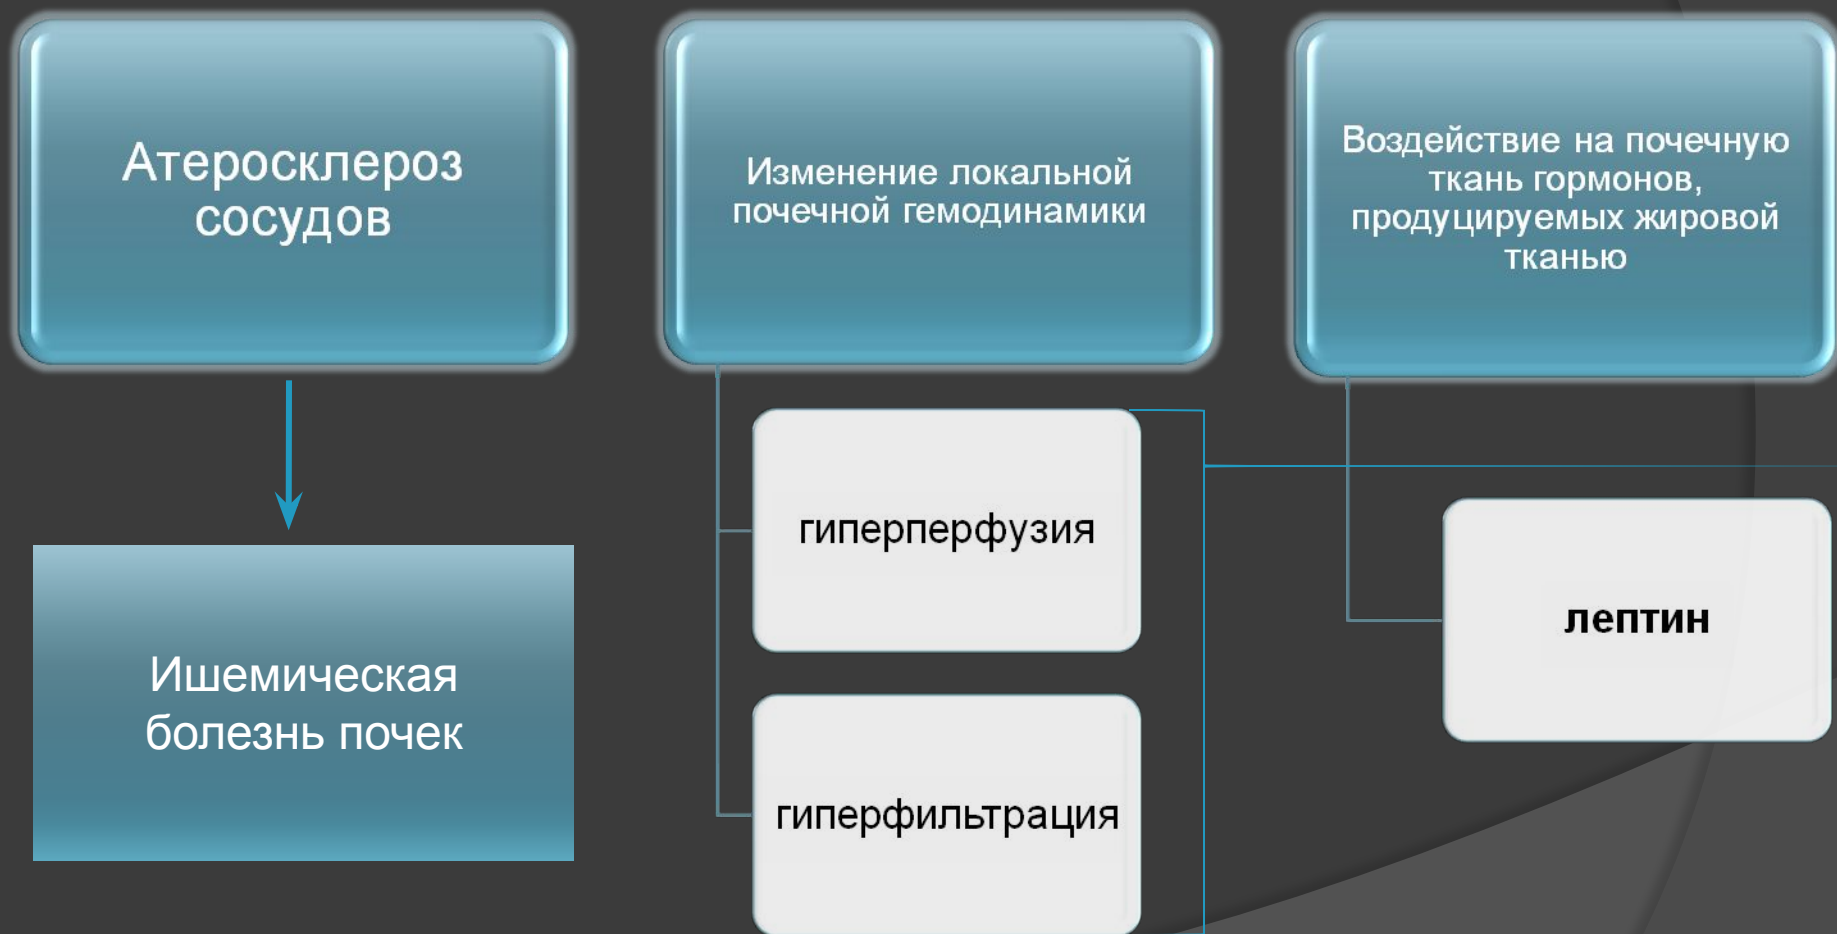 Атеросклероз
сосудов
Ишемическая
болезнь почек
Изменение локальной
почечной гемодинамики
гиперперфузия
гиперфильтрация
Воздействие на почечную
ткань гормонов,
продуцируемых жировой
тканью
лептин